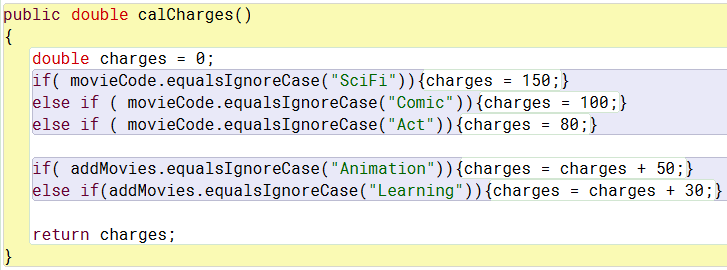 public double calCharges()
{
double charges = 0;
if( movieCode.equalsIgnoreCase("SciFi")){charges = 150;}
else if ( movieCode.equalsIgnoreCase("Comic")){charges = 100;}
else if ( movieCode.equalsIgnoreCase("Act")){charges = 80;}
if( addMovies.equalsIgnoreCase("Animation")){charges = charges + 50;}
else if(addMovies.equalsIgnoreCase("Learning")){charges = charges + 30;}
return charges;
}